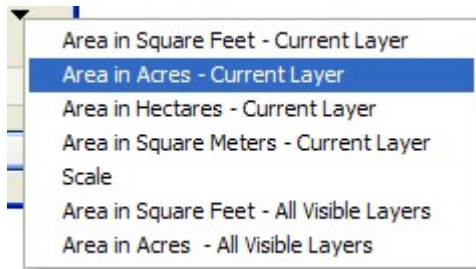 Area in Square Feet - Current Layer
Area in Acres - Current Layer
Area in Hectares - Current Layer
Area in Square Meters - Current Layer
Scale
Area in Square Feet - All Visible Layers
Area in Acres  - All Visible Layers